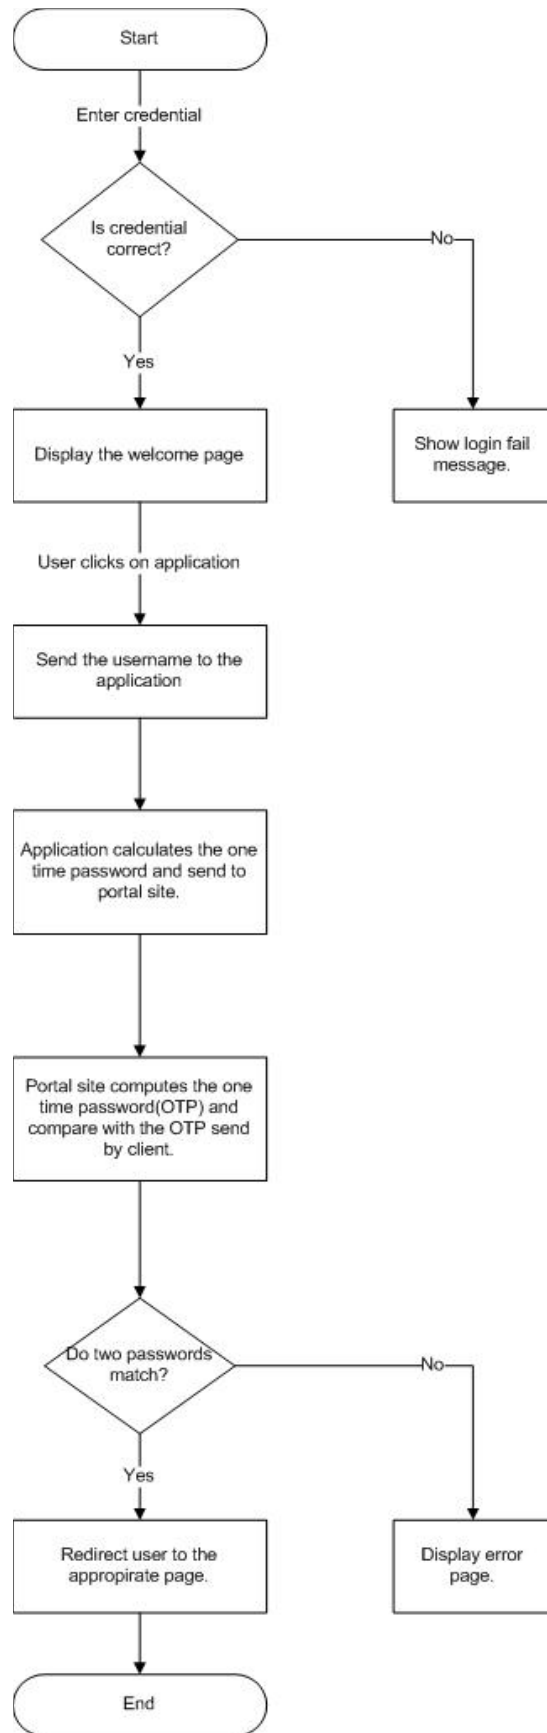 Start
Enter credential
Is credential
correct?
No
Yes
Display the welcome page
Show login fail
message.
User clicks on application
Send the username to the
application
Application calculates the one
time password and send to
portal site.
Portal site computes the one
time password(OTP) and
compare with the OTP send
by client.
Do two passwords
match?
No
Yes
Redirect user to the
appropirate page.
Display error
page.
End